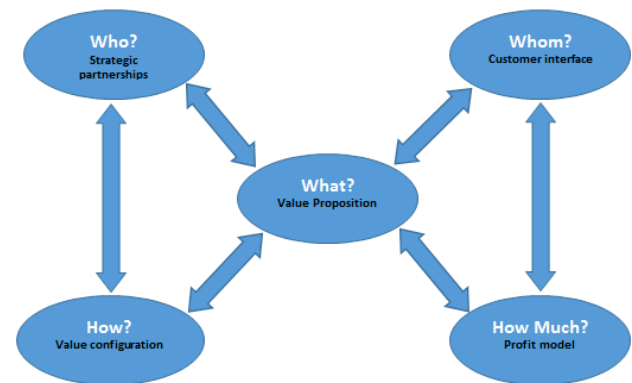 Who?
Strategic
partnerships
Whom?
Customer interface
What?
Value Proposition
How?
Value configuration
How Much?
Profit model